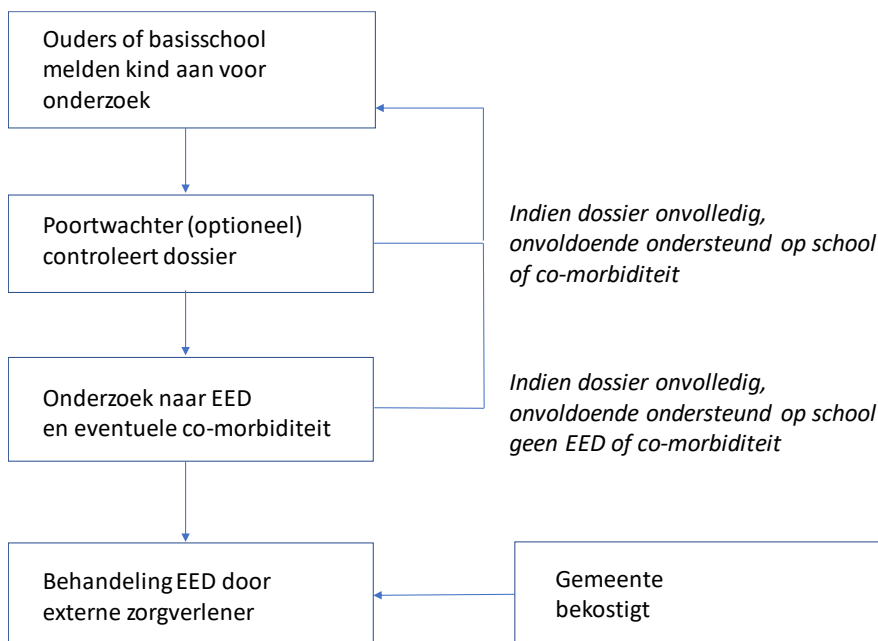 Ouders of basisschool
melden kind aan voor
onderzoek
Poortwachter (optioneel)
controleert dossier
Indien dossier onvolledig,
onvoldoende ondersteund op school
of co-morbiditeit
Onderzoek naar EED
en eventuele co-morbiditeit
Indien dossier onvolledig,
onvoldoende ondersteund op school
geen EED of co-morbiditeit
Behandeling EED door
externe zorgverlener
Gemeente
bekostigt